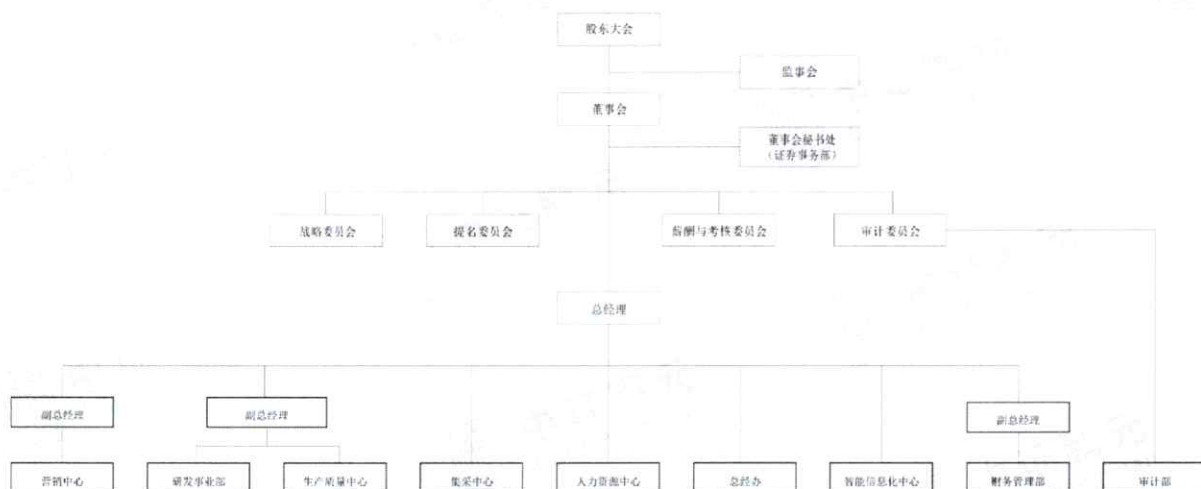 股东大会
监事会
董事会
董事会秘书处
（证券事务部）
战略委员会
提名委员会
薪酬与考核委员会
审计委员会
总经理
副总经理
副总经理
副总经理
营销中心
研发事业部
生产质量中心
集采中心
人力资源中心
总经办
智能信息化中心
财务管理部
审计部